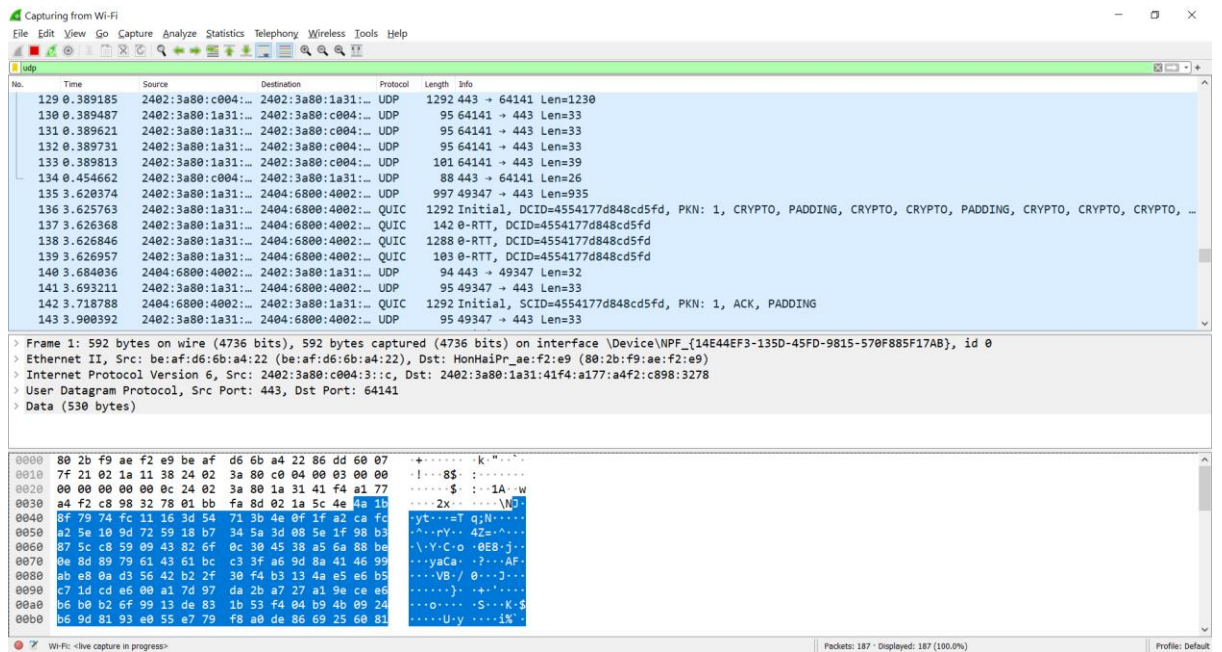 Capturing from Wi-Fi
File Edit View Go Capture Analyze Statistics Telephony Wireless Tools Help
udp
No. Time Source Destination Protocol Length Info
129 0.389185 2402:3a80:c004:… 2402:3a80:1a31:… UDP 1292 443 → 64141 Len=1230
130 0.389487 2402:3a80:1a31:… 2402:3a80:c004:… UDP 95 64141 → 443 Len=33
131 0.389621 2402:3a80:1a31:… 2402:3a80:c004:… UDP 95 64141 → 443 Len=33
132 0.389731 2402:3a80:1a31:… 2402:3a80:c004:… UDP 95 64141 → 443 Len=33
133 0.389813 2402:3a80:1a31:… 2402:3a80:c004:… UDP 101 64141 → 443 Len=39
134 0.454662 2402:3a80:c004:… 2402:3a80:1a31:… UDP 88 443 → 64141 Len=26
135 3.620374 2402:3a80:1a31:… 2404:6800:4002:… UDP 997 49347 → 443 Len=935
136 3.625763 2402:3a80:1a31:… 2404:6800:4002:… QUIC 1292 Initial, DCID=4554177d848cd5fd, PKN: 1, CRYPTO, PADDING, CRYPTO, CRYPTO, PADDING, CRYPTO, CRYPTO, CRYPTO, …
137 3.626368 2402:3a80:1a31:… 2404:6800:4002:… QUIC 142 0-RTT, DCID=4554177d848cd5fd
138 3.626846 2402:3a80:1a31:… 2404:6800:4002:… QUIC 1288 0-RTT, DCID=4554177d848cd5fd
139 3.626957 2402:3a80:1a31:… 2404:6800:4002:… QUIC 103 0-RTT, DCID=4554177d848cd5fd
140 3.684036 2404:6800:4002:… 2402:3a80:1a31:… UDP 94 443 → 49347 Len=32
141 3.693211 2402:3a80:1a31:… 2404:6800:4002:… UDP 95 49347 → 443 Len=33
142 3.718788 2404:6800:4002:… 2402:3a80:1a31:… QUIC 1292 Initial, SCID=4554177d848cd5fd, PKN: 1, ACK, PADDING
143 3.900392 2402:3a80:1a31:… 2404:6800:4002:… UDP 95 49347 → 443 Len=33
> Frame 1: 592 bytes on wire (4736 bits), 592 bytes captured (4736 bits) on interface \Device\NPF_{14E44EF3-135D-45FD-9815-570F885F17AB}, id 0
> Ethernet II, Src: be:af:d6:6b:a4:22 (be:af:d6:6b:a4:22), Dst: HonHaiPr_ae:f2:e9 (80:2b:f9:ae:f2:e9)
> Internet Protocol Version 6, Src: 2402:3a80:c004:3::c, Dst: 2402:3a80:1a31:41f4:a177:a4f2:c898:3278
> User Datagram Protocol, Src Port: 443, Dst Port: 64141
> Data (530 bytes)
0000 80 2b f9 ae f2 e9 be af d6 6b a4 22 86 dd 60 07 ·+······ ·k·"··`·
0010 7f 21 02 1a 11 38 24 02 3a 80 c0 04 00 03 00 00 ·!···8$· :·······
0020 00 00 00 00 00 0c 24 02 3a 80 1a 31 41 f4 a1 77 ······$· :··1A··w
0030 a4 f2 c8 98 32 78 01 bb fa 8d 02 1a 5c 4e 4a 1b ····2x·· ····\NJ·
0040 8f 79 74 fc 11 16 3d 54 71 3b 4e 0f 1f a2 ca fc ·yt···=T q;N·····
0050 a2 5e 10 9d 72 59 18 b7 34 5a 3d 08 5e 1f 98 b3 ·^··rY·· 4Z=·^···
0060 87 5c c8 59 09 43 82 6f 0c 30 45 38 a5 6a 88 be ·\·Y·C·o ·0E8·j··
0070 0e 8d 89 79 61 43 61 bc c3 3f a6 9d 8a 41 46 99 ···yaCa· ·?···AF·
0080 ab e8 0a d3 56 42 b2 2f 30 f4 b3 13 4a e5 e6 b5 ····VB·/ 0···J···
0090 c7 1d cd e6 00 a1 7d 97 da 2b a7 27 a1 9e ce e6 ······}· ·+·'····
00a0 b6 b0 b2 6f 99 13 de 83 1b 53 f4 04 b9 4b 09 24 ···o···· ·S···K·$
00b0 b6 9d 81 93 e0 55 e7 79 f8 a0 de 86 69 25 60 81 ·····U·y ····i%`·
Wi-Fi: <live capture in progress>
Packets: 187 · Displayed: 187 (100.0%)
Profile: Default